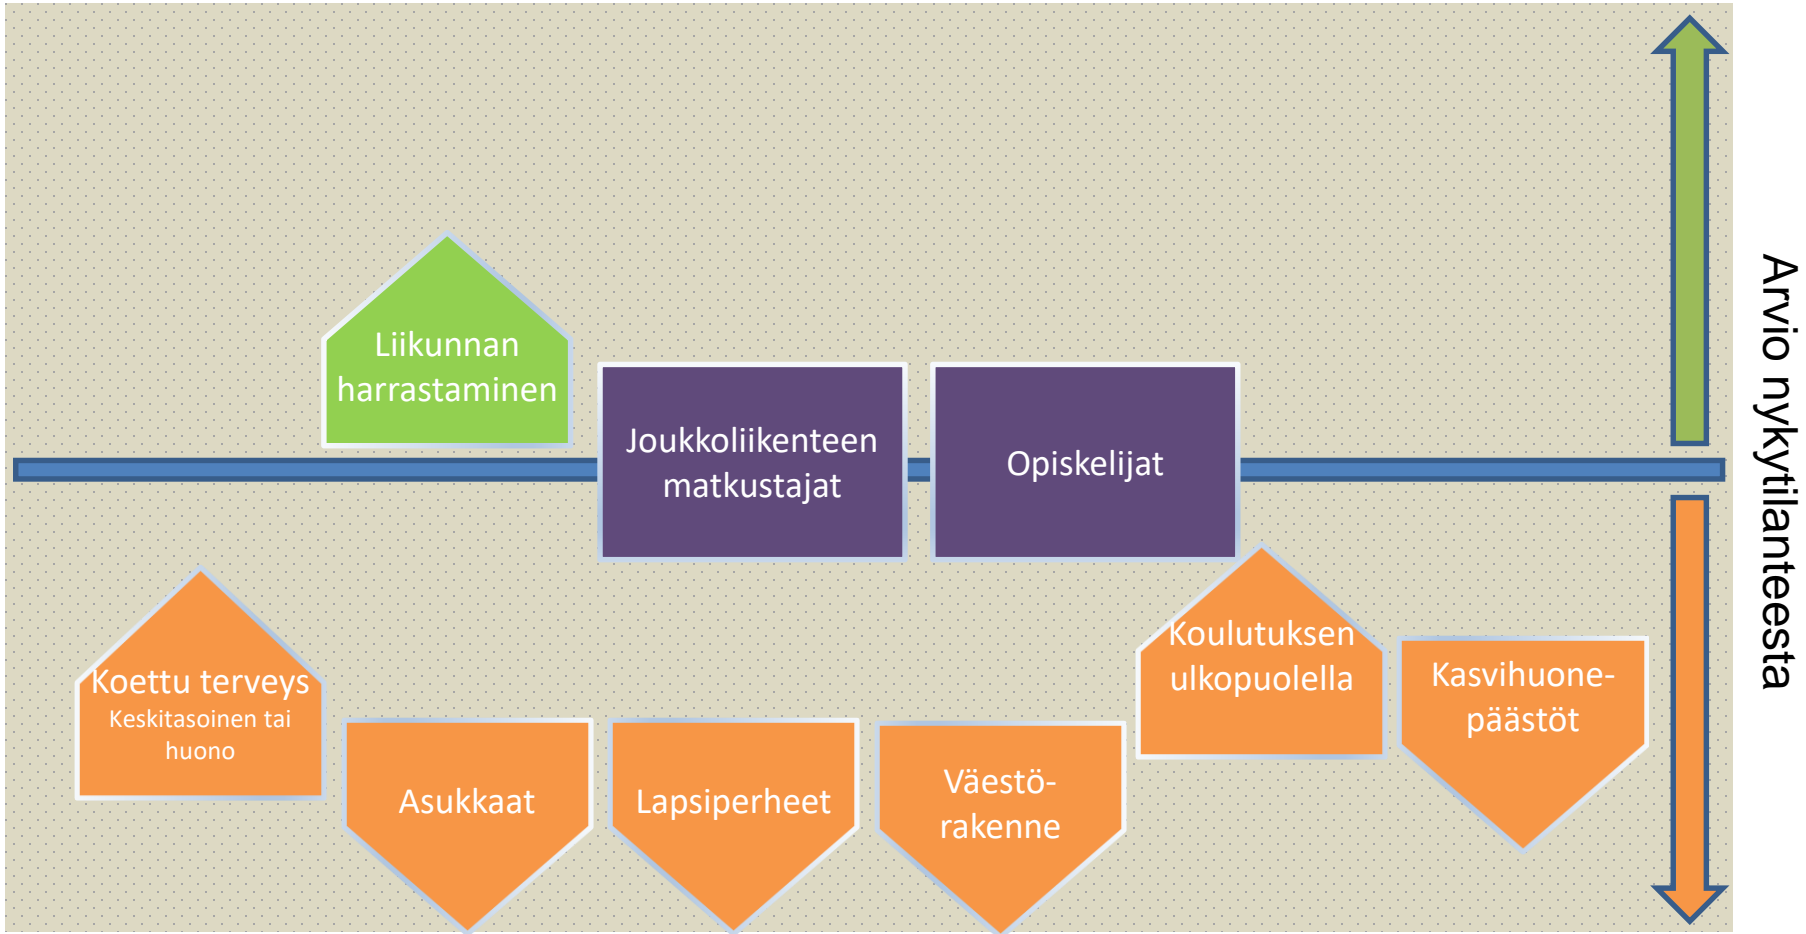 Liikunnan
harrastaminen
Joukkoliikenteen
matkustajat
Opiskelijat
Koettu terveys
Keskitasoinen tai
huono
Asukkaat
Lapsiperheet
Väestö-
rakenne
Koulutuksen
ulkopuolella
Kasvihuone-
päästöt
Arvio nykytilanteesta